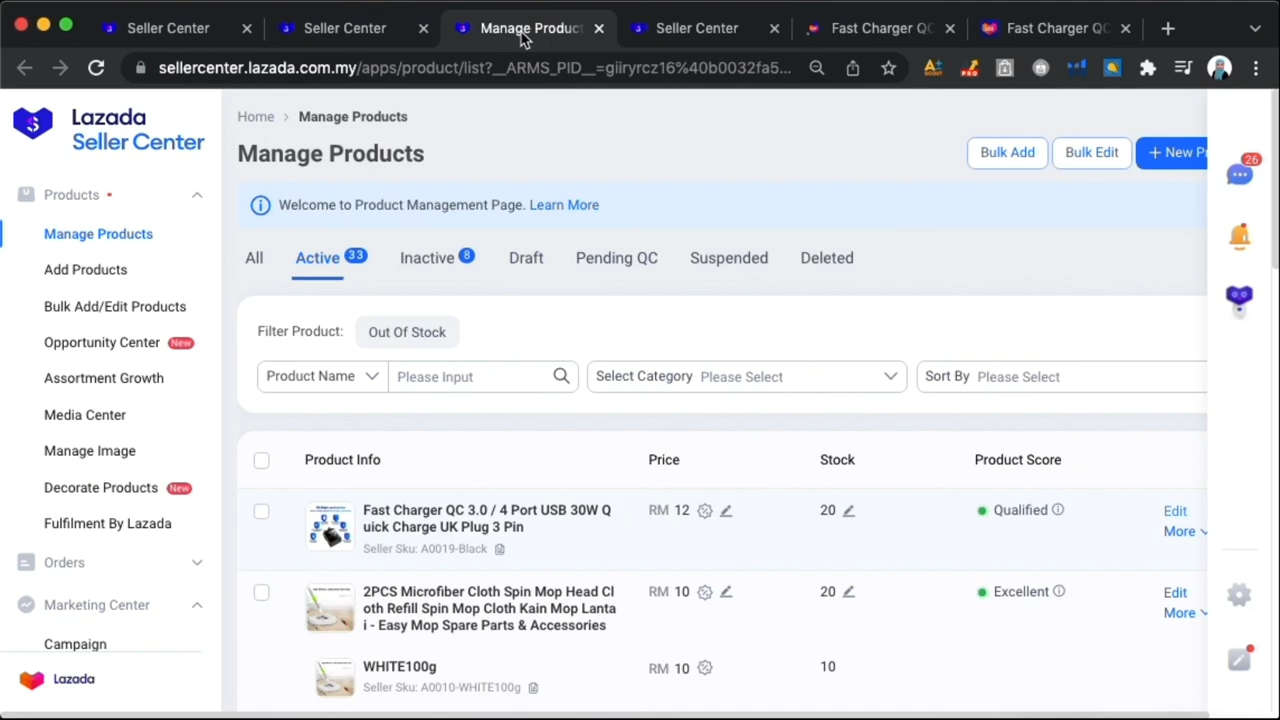 Seller Center
Seller Center
Manage Product
Seller Center
Fast Charger QC
Fast Charger QC
sellercenter.lazada.com.my/apps/product/list?__ARMS_PID__=giiryrcz16%40b0032fa5...
Lazada
Seller Center
Products
Manage Products
Add Products
Bulk Add/Edit Products
Opportunity Center New
Assortment Growth
Media Center
Manage Image
Decorate Products New
Fulfilment By Lazada
Orders
Marketing Center
Campaign
Lazada
Home > Manage Products
Manage Products
Bulk Add
Bulk Edit
+ New Pr
Welcome to Product Management Page. Learn More
All Active 33 Inactive 8 Draft Pending QC Suspended Deleted
Filter Product: Out Of Stock
Product Name Please Input Select Category Please Select Sort By Please Select
Product Info Price Stock Product Score
Fast Charger QC 3.0 / 4 Port USB 30W Q
uick Charge UK Plug 3 Pin
Seller Sku: A0019-Black
RM 12 20 Qualified Edit
More
2PCS Microfiber Cloth Spin Mop Head Cl
oth Refill Spin Mop Cloth Kain Mop Lanta
i - Easy Mop Spare Parts & Accessories
RM 10 20 Excellent Edit
More
WHITE100g
Seller Sku: A0010-WHITE100g
RM 10 10
26